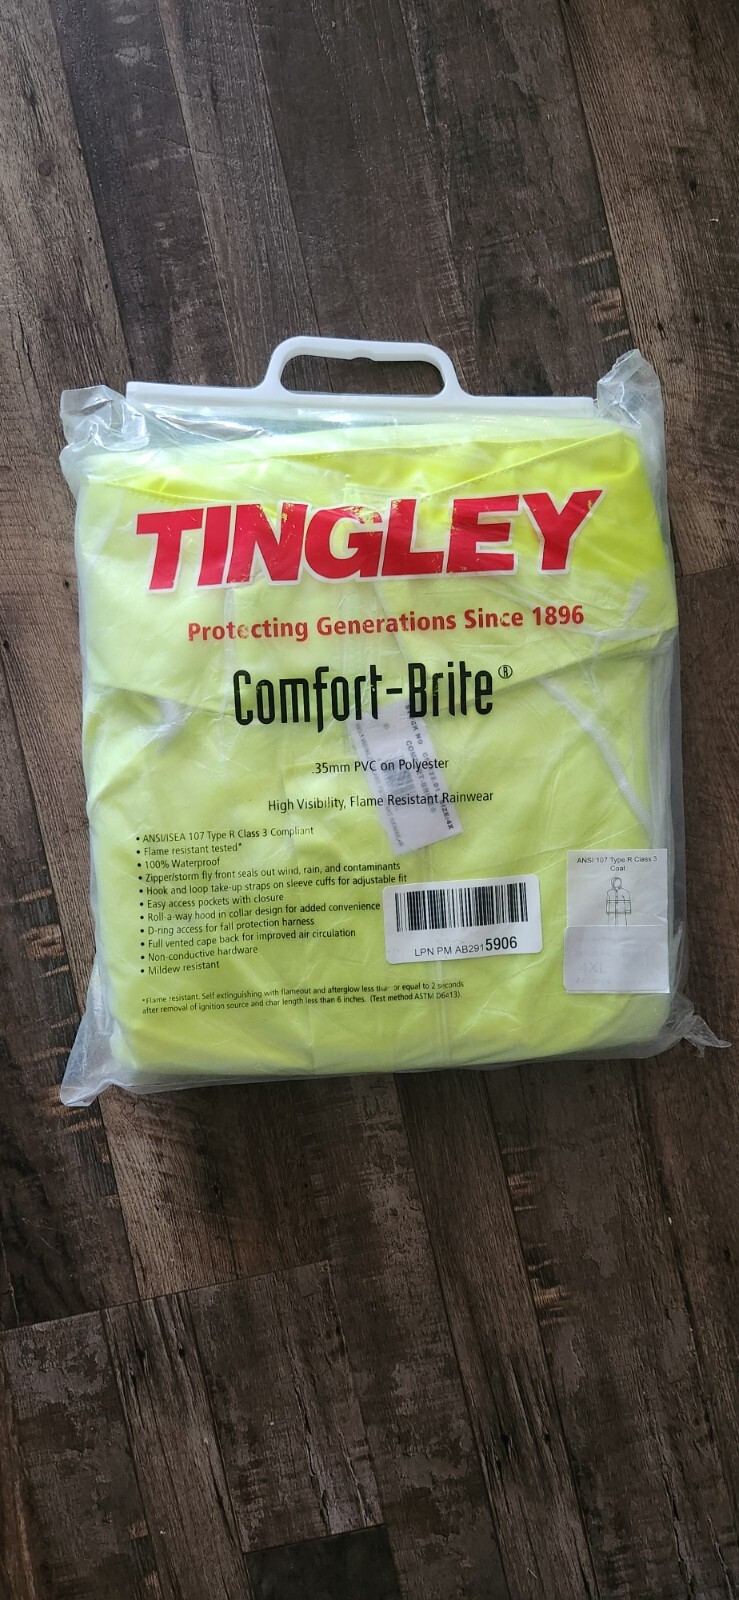 TINGLEY
Protecting Generations Since 1896
Comfort-Brite®
.35mm PVC on Polyester
High Visibility, Flame Resistant Rainwear
• ANSI/ISEA 107 Type R Class 3 Compliant
• Flame resistant tested*
• 100% Waterproof
• Zipper/storm fly front seals out wind, rain, and contaminants
• Hook and loop take-up straps on sleeve cuffs for adjustable fit
• Easy access pockets with closure
• Roll-a-way hood in collar design for added convenience
• D-ring access for fall protection harness
• Full vented cape back for improved air circulation
• Non-conductive hardware
• Mildew resistant
*Flame resistant. Self extinguishing with flameout and afterglow less than or equal to 2 seconds
after removal of ignition source and char length less than 6 inches. (Test method ASTM D6413).
LPN PM AB2915906
ANSI 107 Type R Class 3
Coat
4XL
SIZE:4X